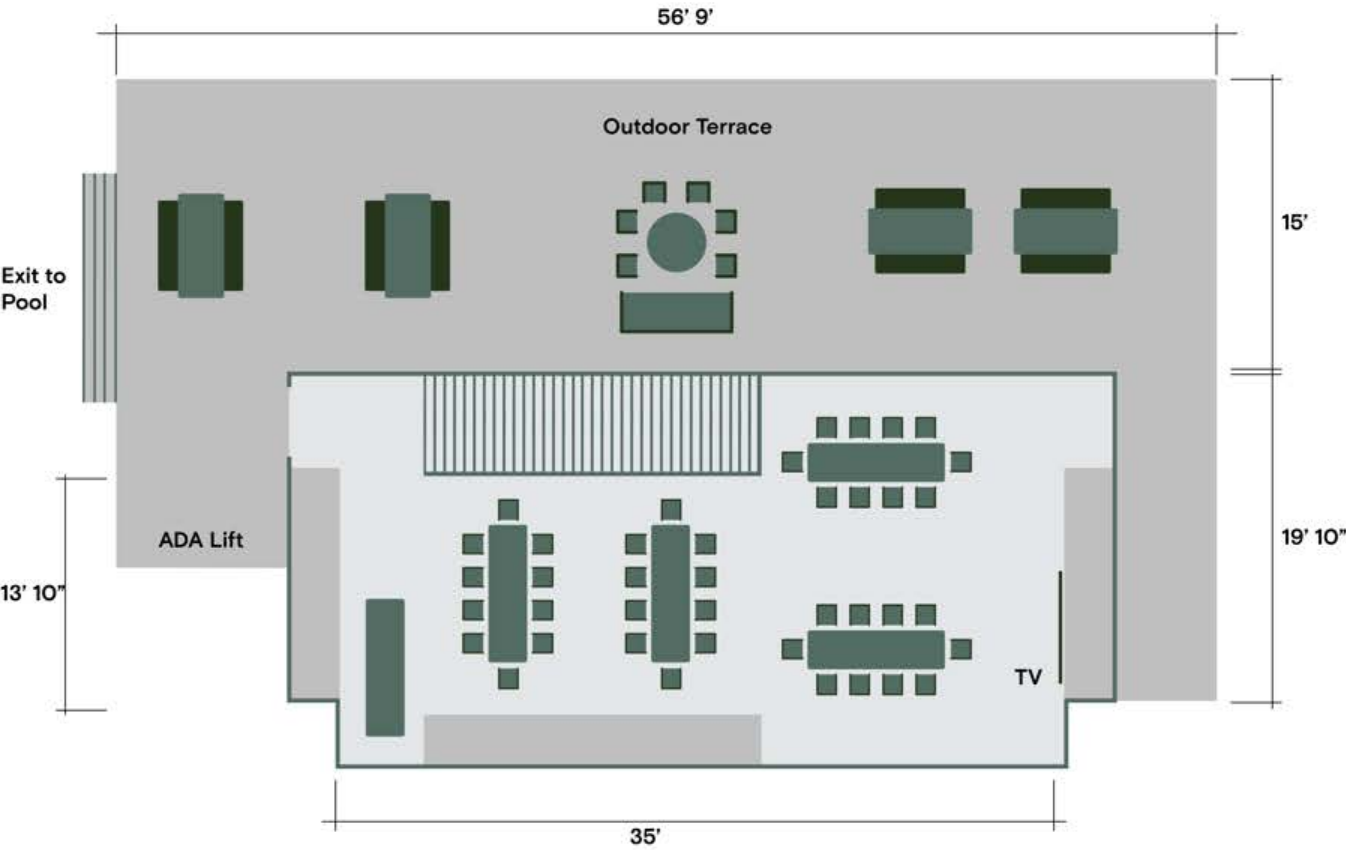 56’ 9’
Outdoor Terrace
15’
Exit to
Pool
ADA Lift
19’ 10”
13’ 10”
TV
35’